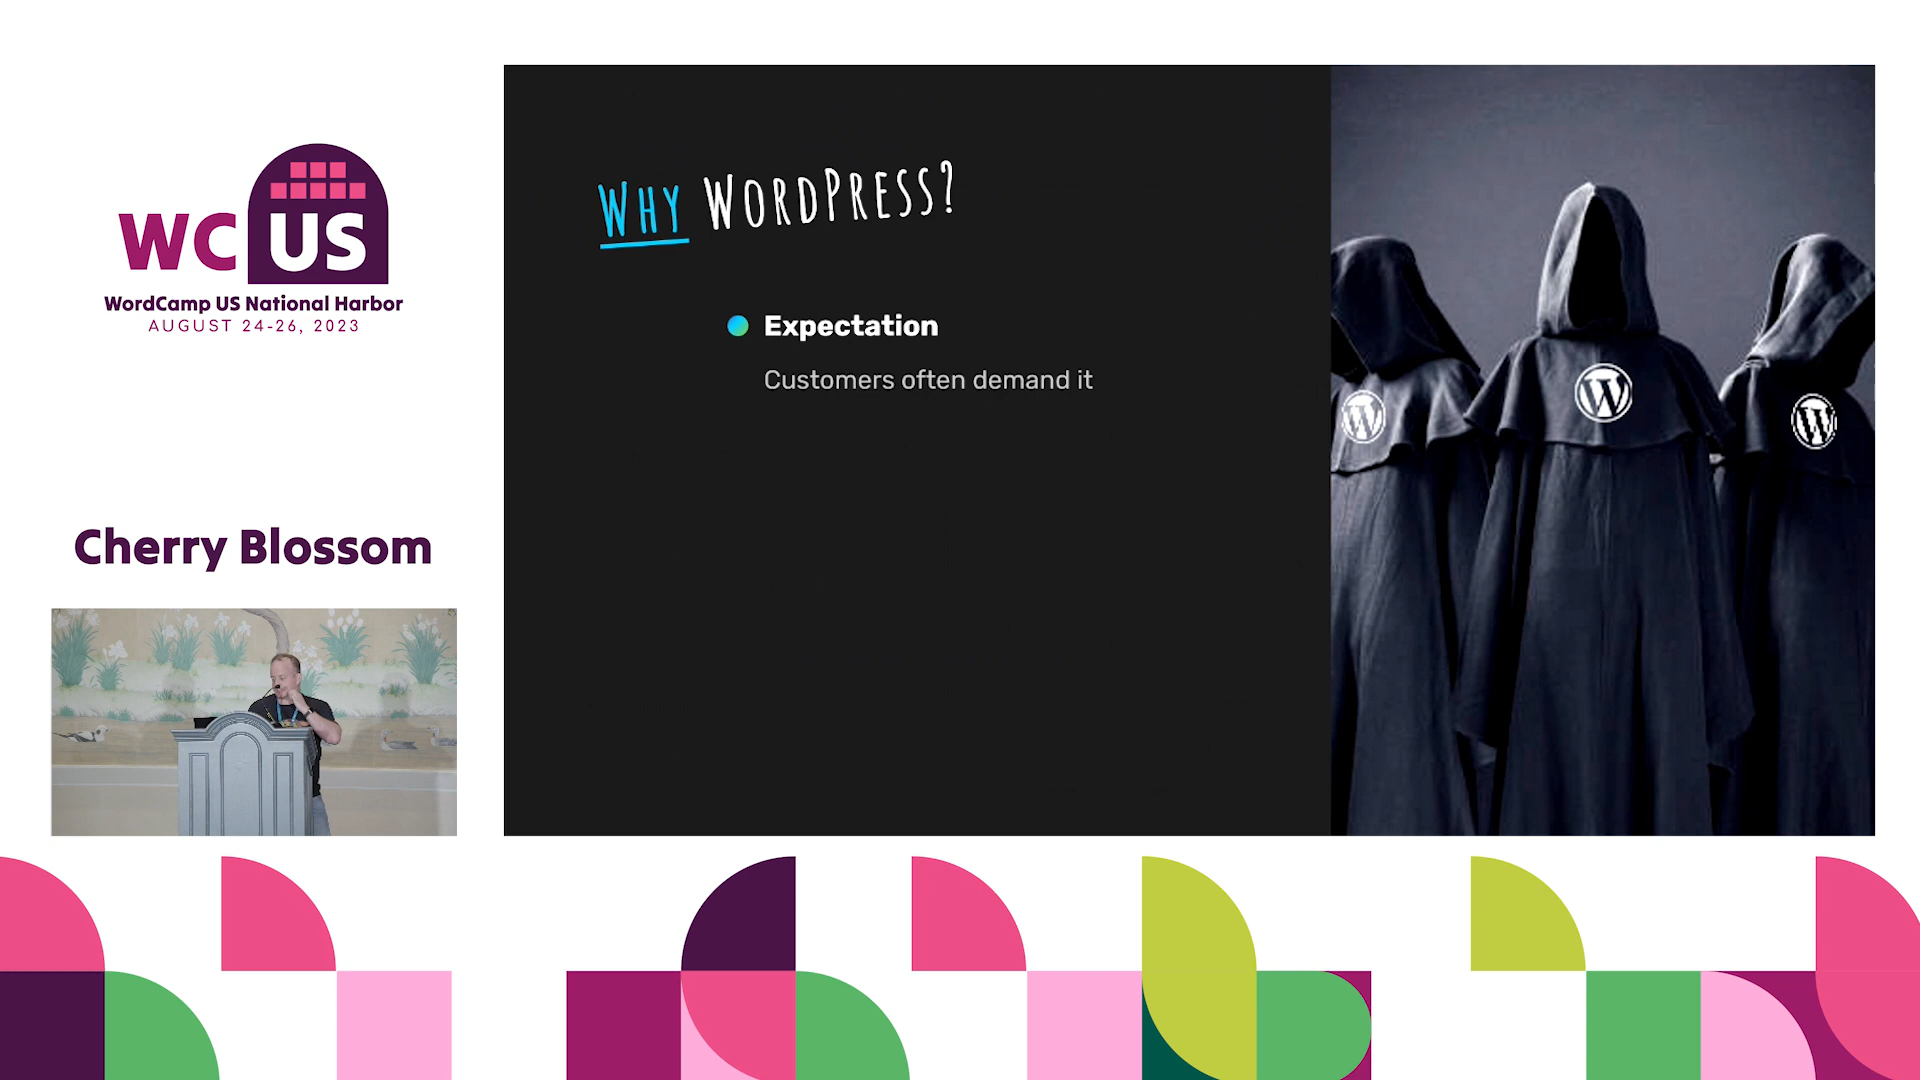 WC US
WordCamp US National Harbor
AUGUST 24-26, 2023
Cherry Blossom
WHY WORDPRESS?
Expectation
Customers often demand it
W
W
W